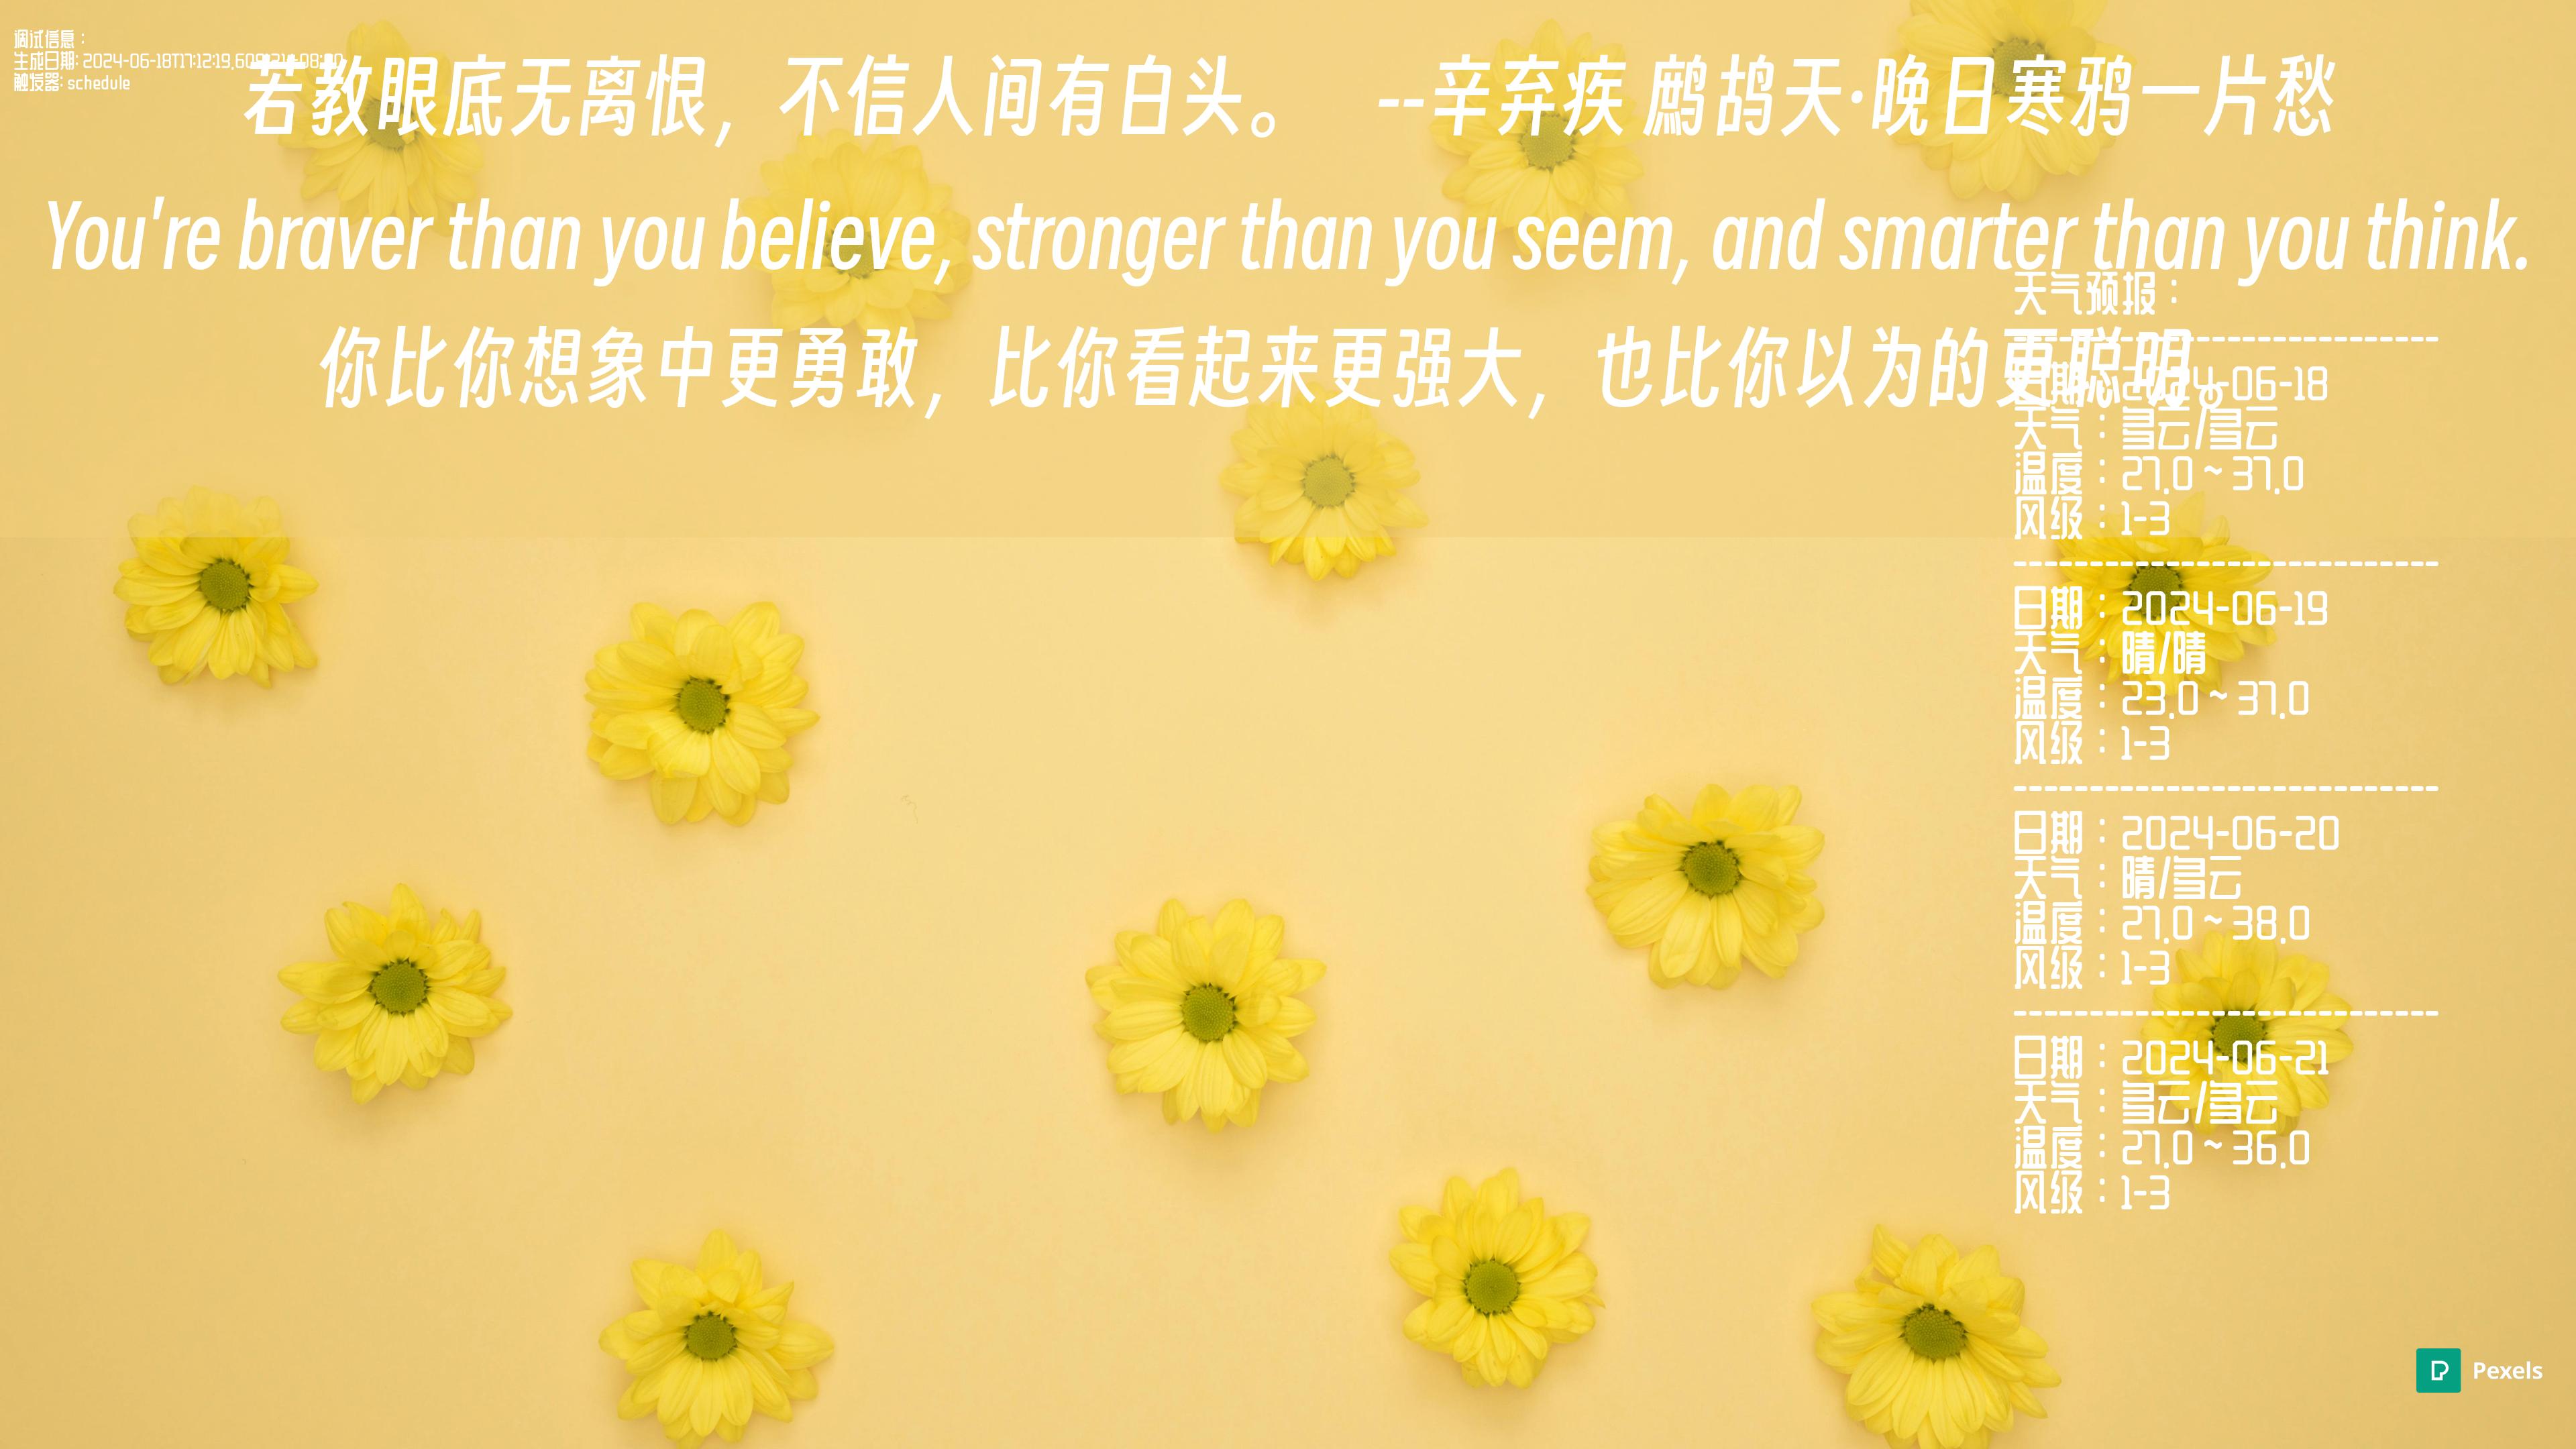 调试信息：
生成日期: 2024-06-18T17:12:19.60
触发器: schedule
若教眼底无离恨，不信人间有白头。 --辛弃疾 鹧鸪天·晚日寒鸦一片愁
You're braver than you believe, stronger than you seem, and smarter than you think.
你比你想象中更勇敢，比你看起来更强大，也比你以为的更聪明。
天气预报：
------------------------------
日期：2024-06-18
天气：多云/多云
温度：27.0 ~ 37.0
风级：1-3
------------------------------
日期：2024-06-19
天气：晴/晴
温度：23.0 ~ 37.0
风级：1-3
------------------------------
日期：2024-06-20
天气：晴/多云
温度：27.0 ~ 38.0
风级：1-3
------------------------------
日期：2024-06-21
天气：多云/多云
温度：27.0 ~ 36.0
风级：1-3
Pexels